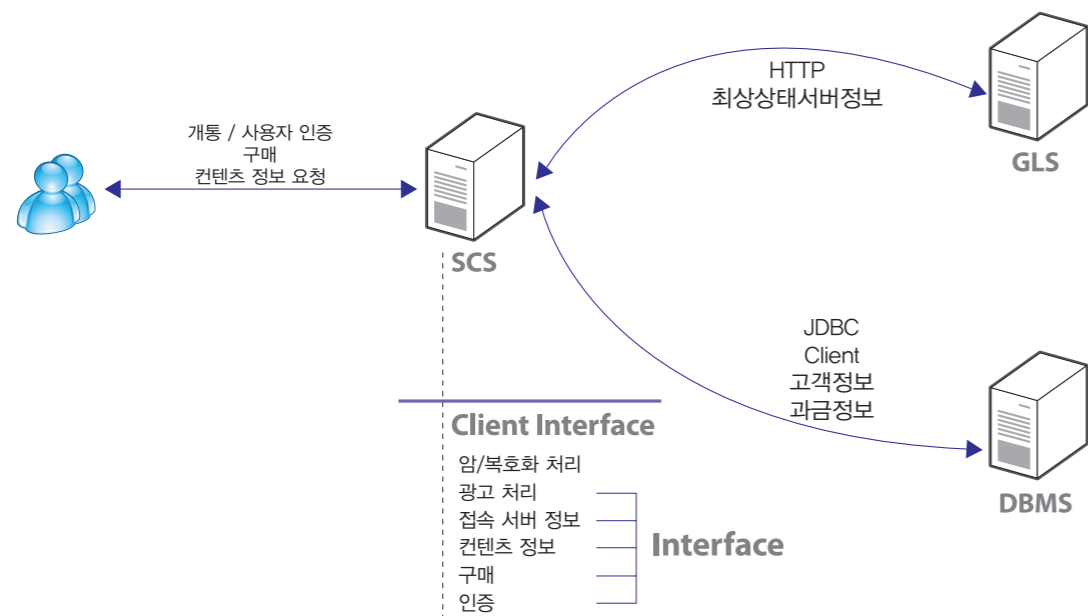 개통 / 사용자 인증
구매
컨텐츠 정보 요청
SCS
HTTP
최상상태서버정보
GLS
JDBC
Client
고객정보
과금정보
DBMS
Client Interface
암/복호화 처리
광고 처리
접속 서버 정보
컨텐츠 정보
구매
인증
Interface